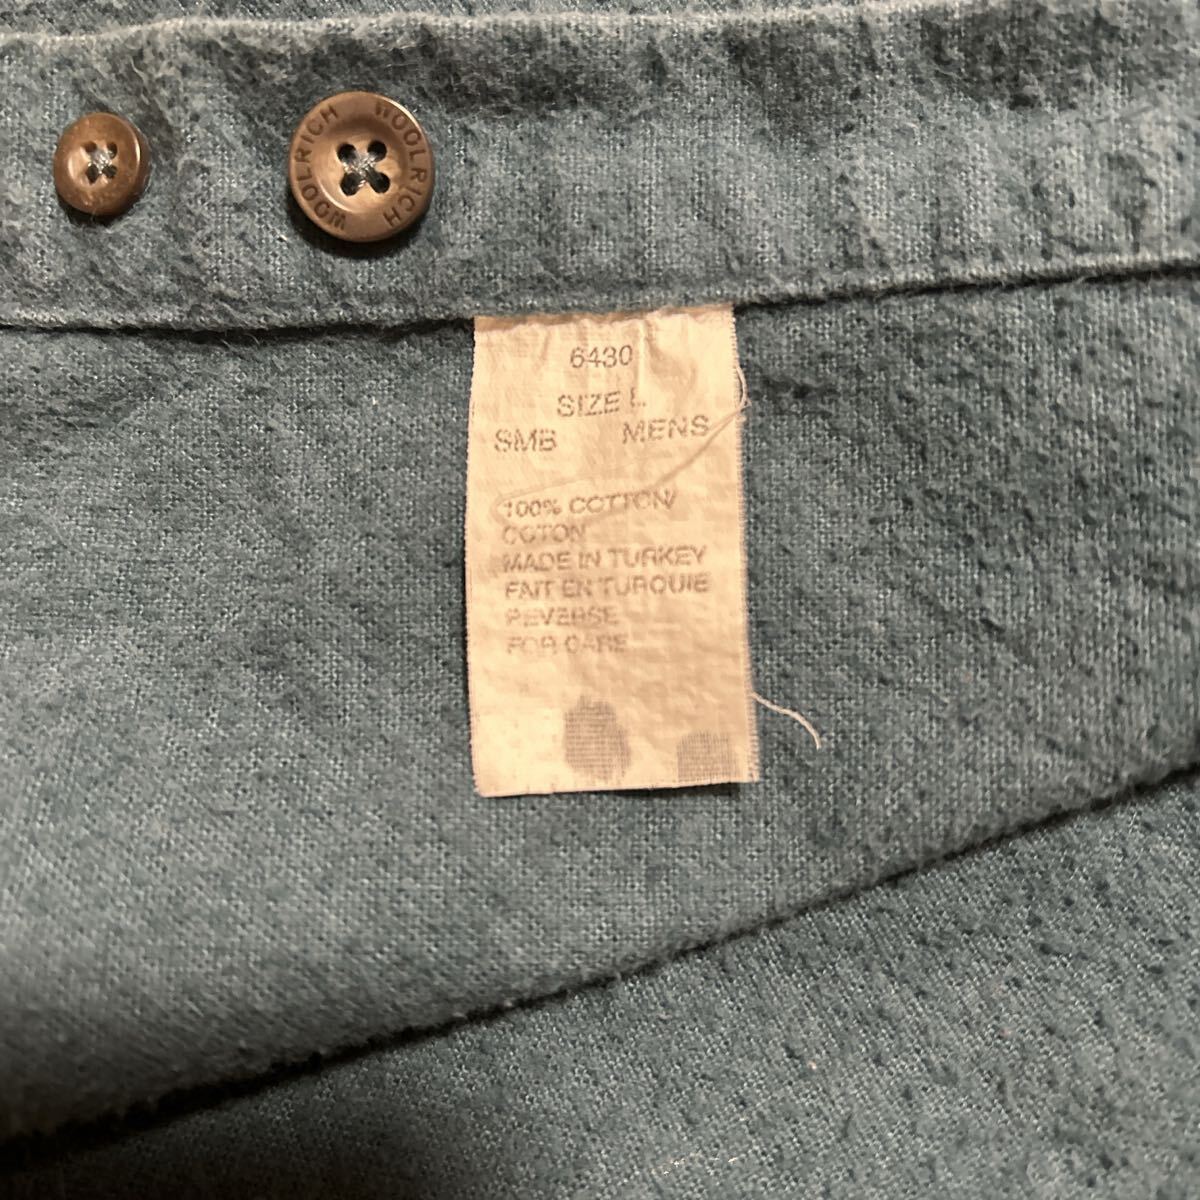 WOOLRICH WOOLRICH
6430
SIZE L
SMB MENS
100% COTTON/
COTON
MADE IN TURKEY
FAIT EN TURQUIE
REVERSE
FOR CARE